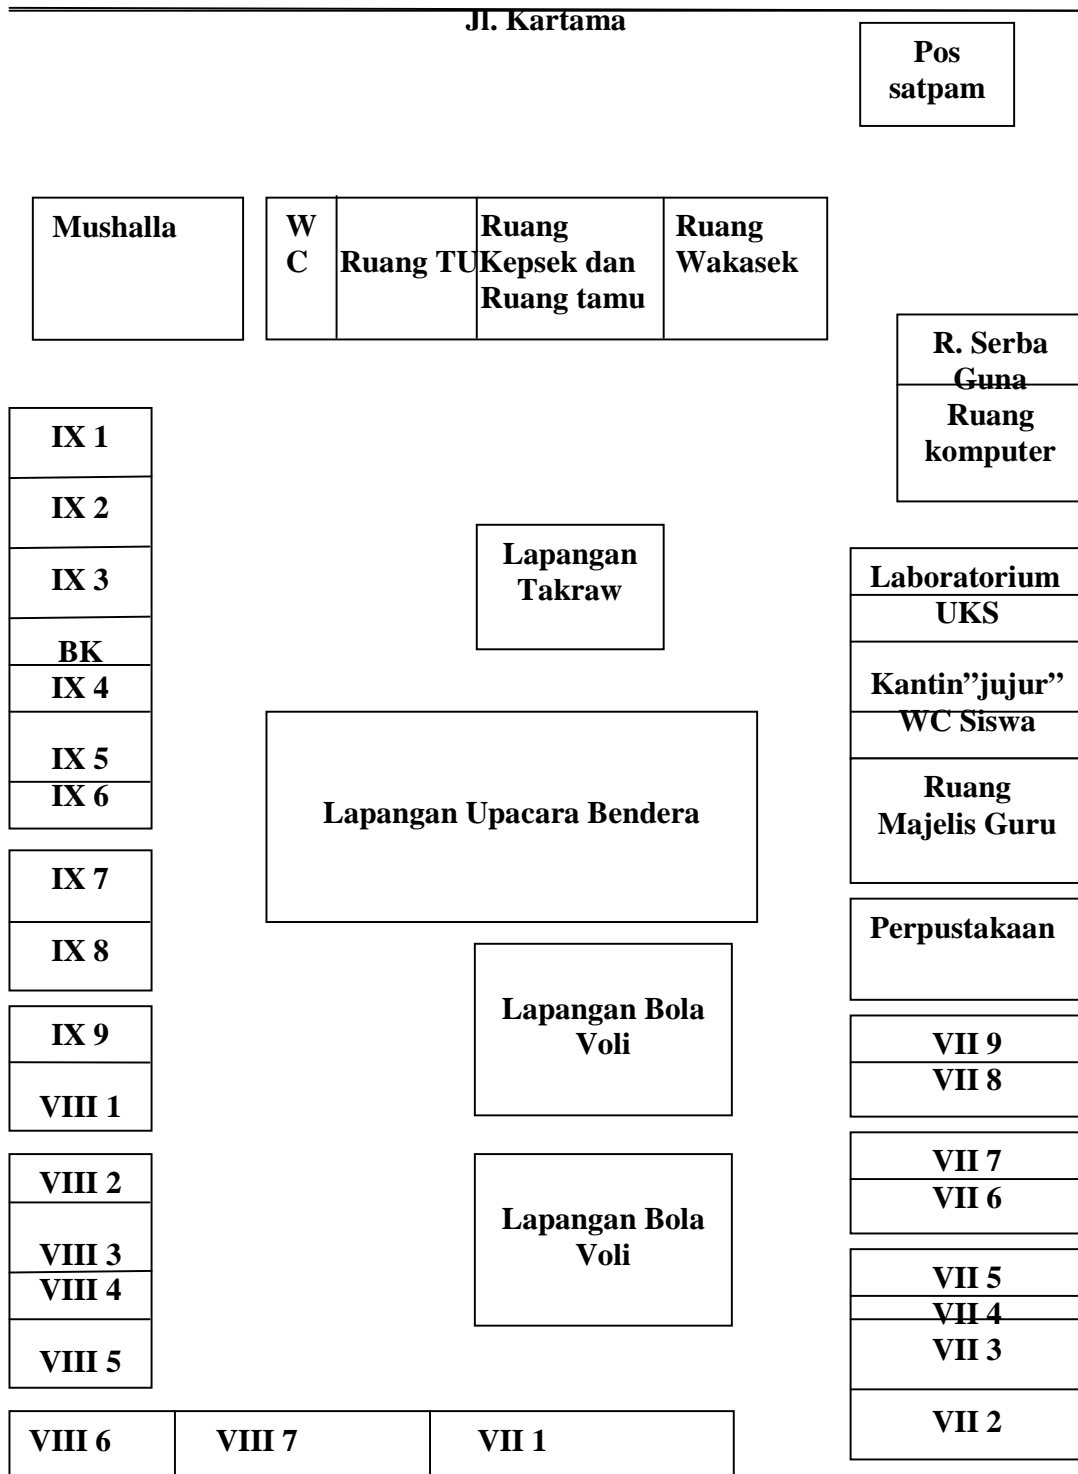 Jl. Kartama
Pos
satpam
Mushalla
W
C
Ruang TU
Ruang
Kepsek dan
Ruang tamu
Ruang
Wakasek
R. Serba
Guna
Ruang
komputer
IX 1
IX 2
IX 3
BK
IX 4
IX 5
IX 6
IX 7
IX 8
IX 9
VIII 1
VIII 2
VIII 3
VIII 4
VIII 5
VIII 6
VIII 7
VII 1
Lapangan
Takraw
Lapangan Upacara Bendera
Lapangan Bola
Voli
Lapangan Bola
Voli
Laboratorium
UKS
Kantin”jujur”
WC Siswa
Ruang
Majelis Guru
Perpustakaan
VII 9
VII 8
VII 7
VII 6
VII 5
VII 4
VII 3
VII 2